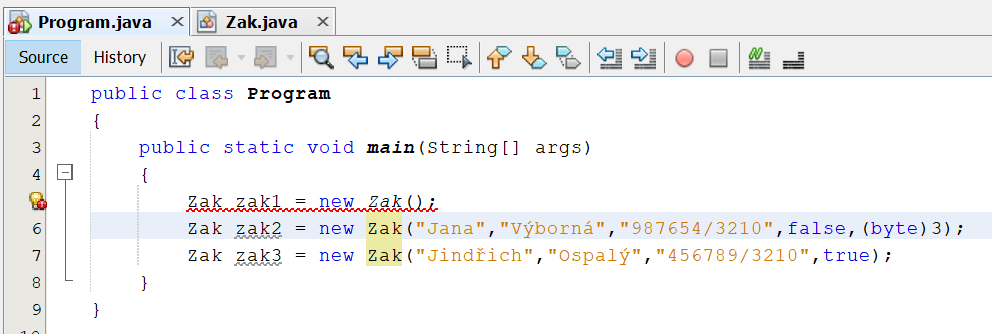 Program.java Zak.java
Source History
1 public class Program
2 {
3 public static void main(String[] args)
4 {
Zak zak1 = new Zak();
6 Zak zak2 = new Zak("Jana","Výborná","987654/3210",false,(byte)3);
7 Zak zak3 = new Zak("Jindřich","Ospalý","456789/3210",true);
8 }
9 }